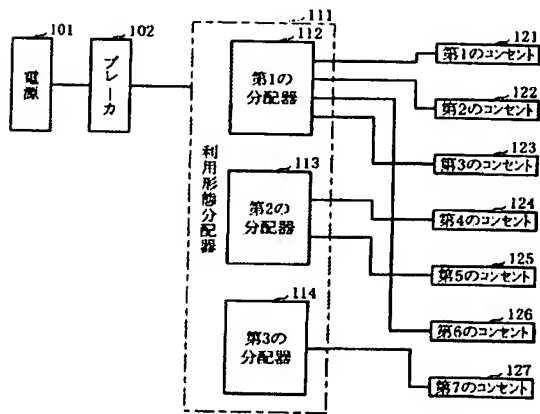 101
電源
102
ブレーカ
111
利用形態分配器
112
第1の
分配器
113
第2の
分配器
114
第3の
分配器
121
第1のコンセント
122
第2のコンセント
123
第3のコンセント
124
第4のコンセント
125
第5のコンセント
126
第6のコンセント
127
第7のコンセント